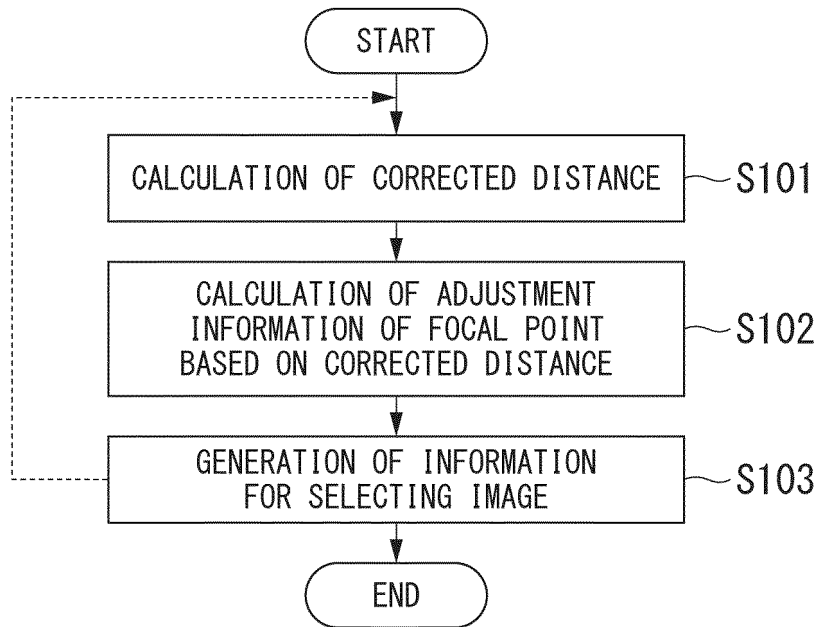 START
CALCULATION OF CORRECTED DISTANCE
S101
CALCULATION OF ADJUSTMENT
INFORMATION OF FOCAL POINT
BASED ON CORRECTED DISTANCE
S102
GENERATION OF INFORMATION
FOR SELECTING IMAGE
S103
END